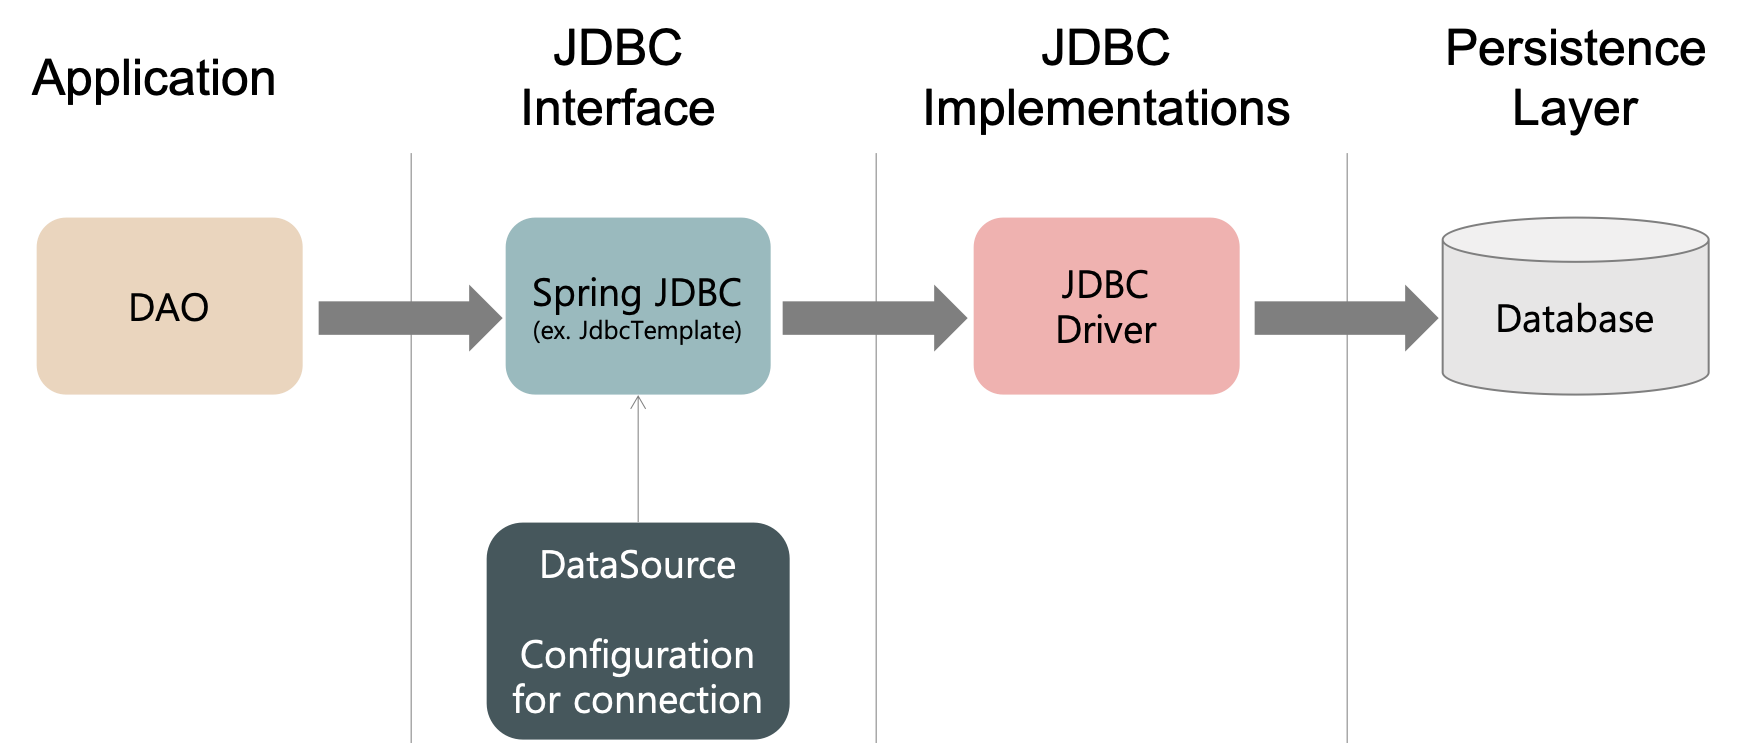 Application
JDBC
Interface
JDBC
Implementations
Persistence
Layer
DAO
Spring JDBC
(ex. JdbcTemplate)
JDBC
Driver
Database
DataSource
Configuration
for connection